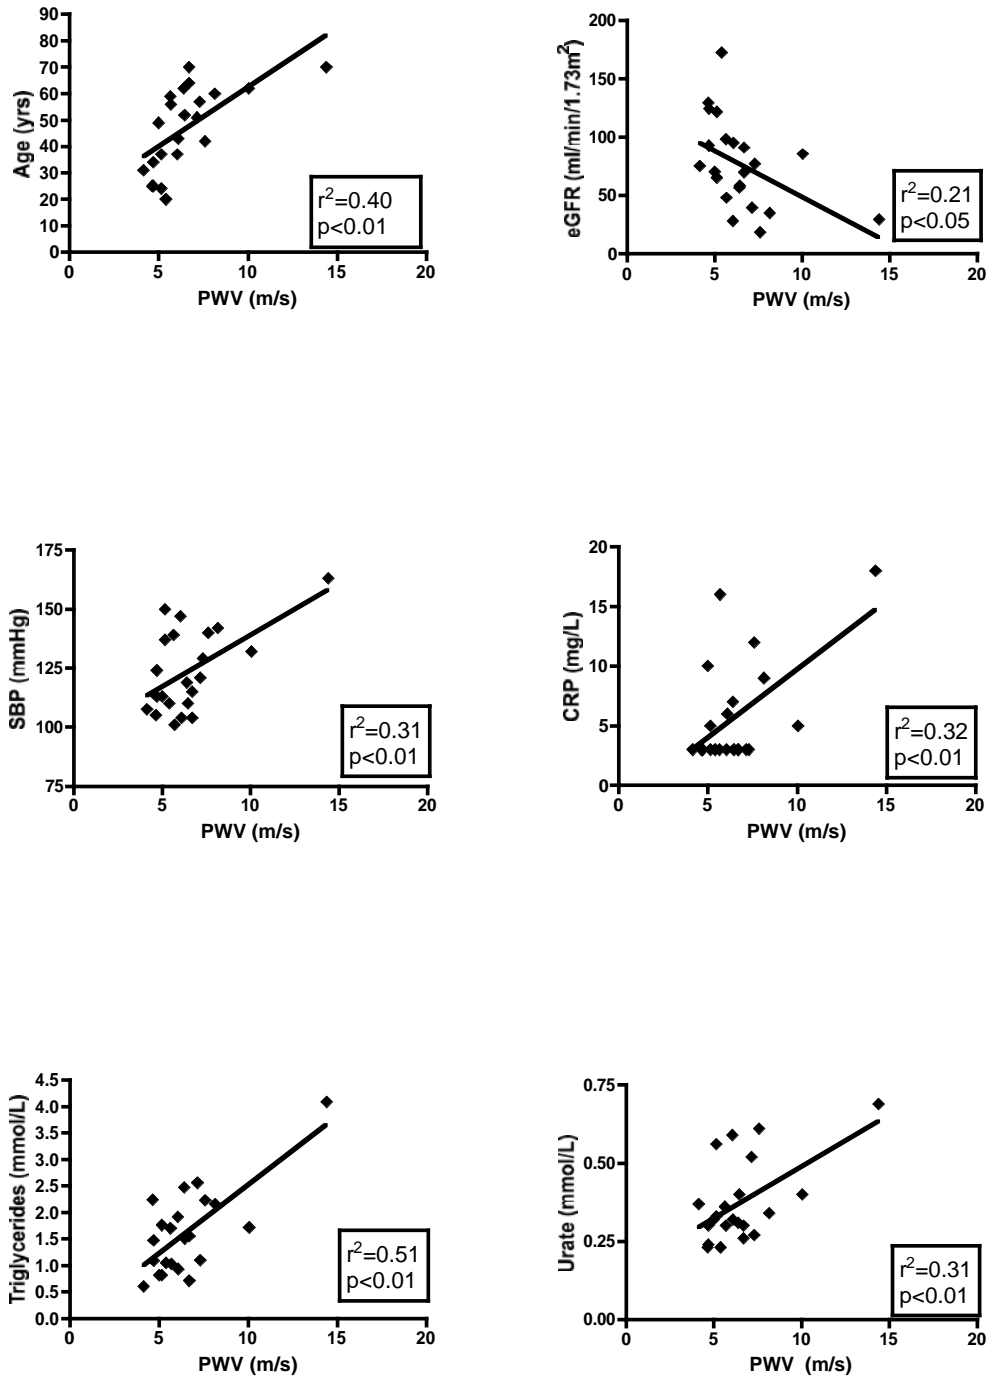 90
80
70
60
50
40
30
20
10
0
Age (yrs)
0 5 10 15 20
PWV (m/s)
r²=0.40
p<0.01
200
150
100
50
0
eGFR (ml/min/1.73m²)
0 5 10 15 20
PWV (m/s)
r²=0.21
p<0.05
175
150
125
100
75
SBP (mmHg)
0 5 10 15 20
PWV (m/s)
r²=0.31
p<0.01
20
15
10
5
0
CRP (mg/L)
0 5 10 15 20
PWV (m/s)
r²=0.32
p<0.01
4.5
4.0
3.5
3.0
2.5
2.0
1.5
1.0
0.5
0.0
Triglycerides (mmol/L)
0 5 10 15 20
PWV (m/s)
r²=0.51
p<0.01
0.75
0.50
0.25
0.00
Urate (mmol/L)
0 5 10 15 20
PWV (m/s)
r²=0.31
p<0.01